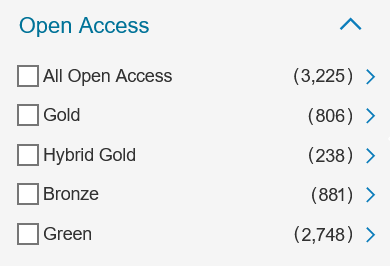 Open Access
All Open Access (3,225)
Gold (806)
Hybrid Gold (238)
Bronze (881)
Green (2,748)